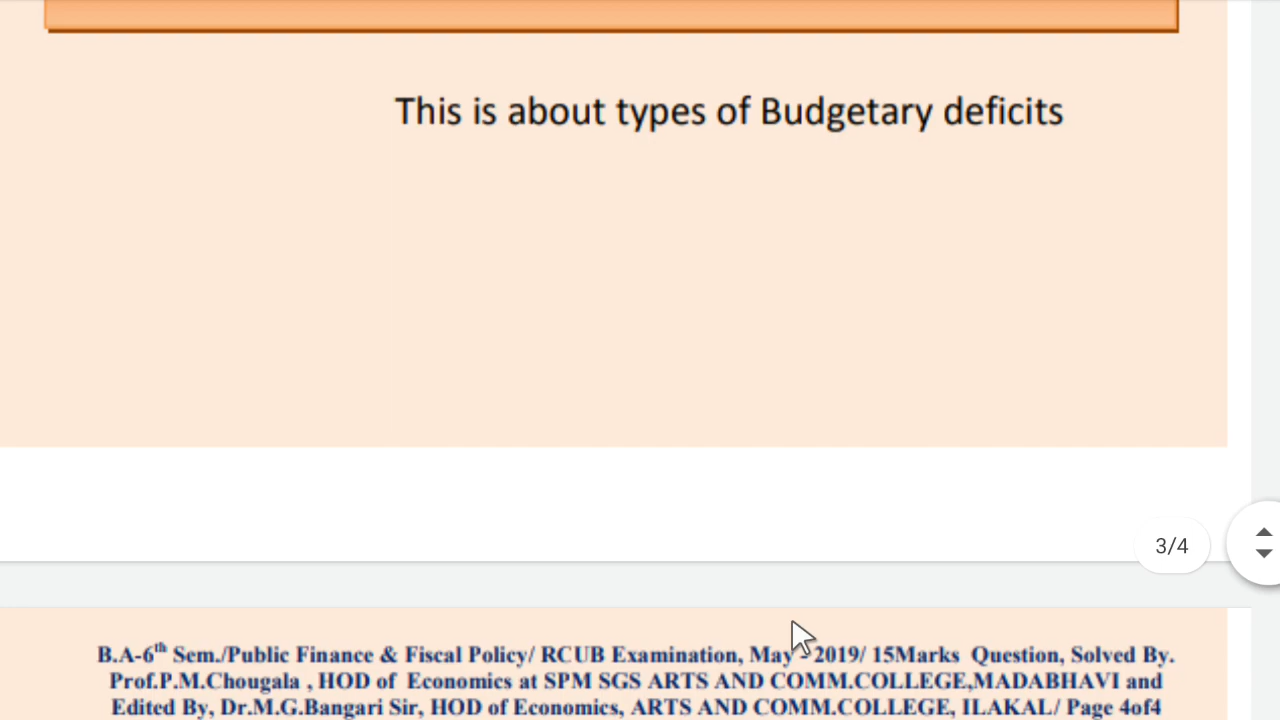 This is about types of Budgetary deficits
3/4
B.A-6th Sem./Public Finance & Fiscal Policy/ RCUB Examination, May - 2019/ 15Marks Question, Solved By.
Prof.P.M.Chougala , HOD of Economics at SPM SGS ARTS AND COMM.COLLEGE,MADABHAVI and
Edited By, Dr.M.G.Bangari Sir, HOD of Economics, ARTS AND COMM.COLLEGE, ILAKAL/ Page 4of4